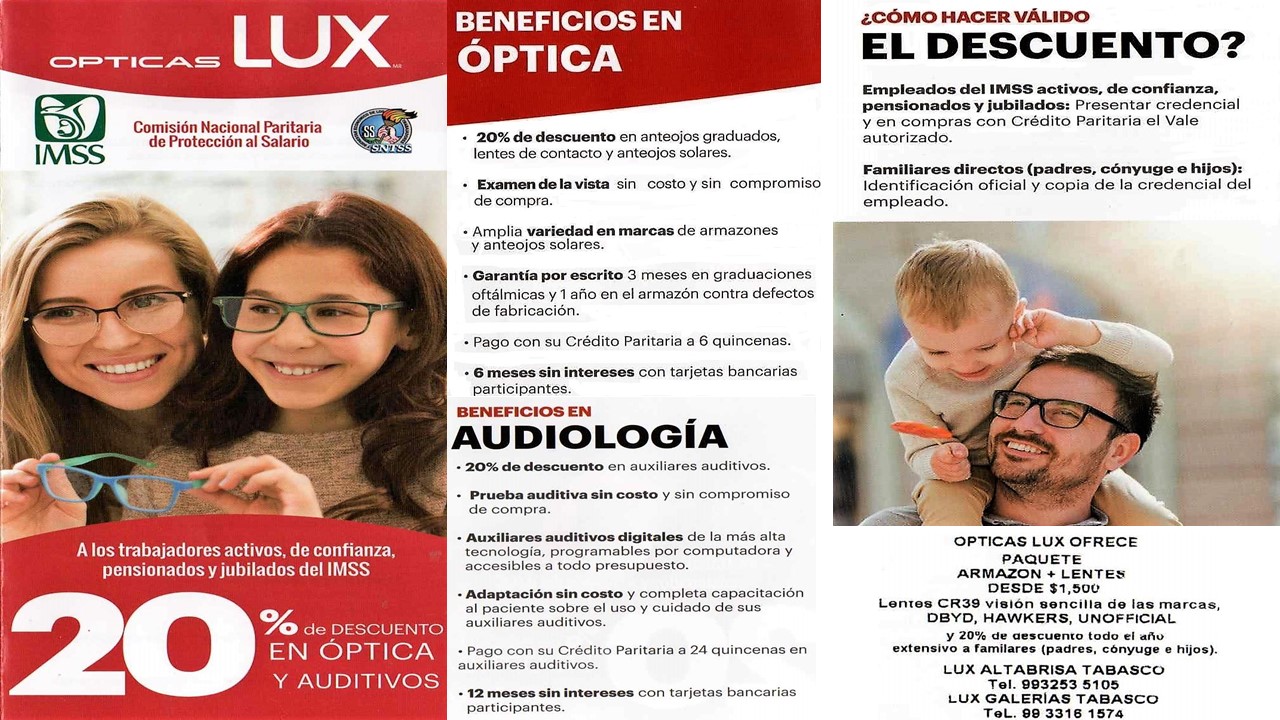 OPTICAS LUX
IMSS
Comisión Nacional Paritaria
de Protección al Salario
SS
SNTSS
A los trabajadores activos, de confianza,
pensionados y jubilados del IMSS
20% de DESCUENTO
EN ÓPTICA
Y AUDITIVOS
BENEFICIOS EN
ÓPTICA
• 20% de descuento en anteojos graduados,
lentes de contacto y anteojos solares.
• Examen de la vista sin costo y sin compromiso
de compra.
• Amplia variedad en marcas de armazones
y anteojos solares.
• Garantía por escrito 3 meses en graduaciones
oftálmicas y 1 año en el armazón contra defectos
de fabricación.
• Pago con su Crédito Paritaria a 6 quincenas.
• 6 meses sin intereses con tarjetas bancarias
participantes.
BENEFICIOS EN
AUDIOLOGÍA
• 20% de descuento en auxiliares auditivos.
• Prueba auditiva sin costo y sin compromiso
de compra.
• Auxiliares auditivos digitales de la más alta
tecnología, programables por computadora y
accesibles a todo presupuesto.
• Adaptación sin costo y completa capacitación
al paciente sobre el uso y cuidado de sus
auxiliares auditivos.
• Pago con su Crédito Paritaria a 24 quincenas en
auxiliares auditivos.
• 12 meses sin intereses con tarjetas bancarias
participantes.
¿CÓMO HACER VÁLIDO
EL DESCUENTO?
Empleados del IMSS activos, de confianza,
pensionados y jubilados: Presentar credencial
y en compras con Crédito Paritaria el Vale
autorizado.
Familiares directos (padres, cónyuge e hijos):
Identificación oficial y copia de la credencial del
empleado.
OPTICAS LUX OFRECE
PAQUETE
ARMAZON + LENTES
DESDE $1,500
Lentes CR39 visión sencilla de las marcas,
DBYD, HAWKERS, UNOFFICIAL
y 20% de descuento todo el año
extensivo a familares (padres, cónyuge e hijos).
LUX ALTABRISA TABASCO
Tel. 993253 5105
LUX GALERÍAS TABASCO
TeL. 99 3316 1574